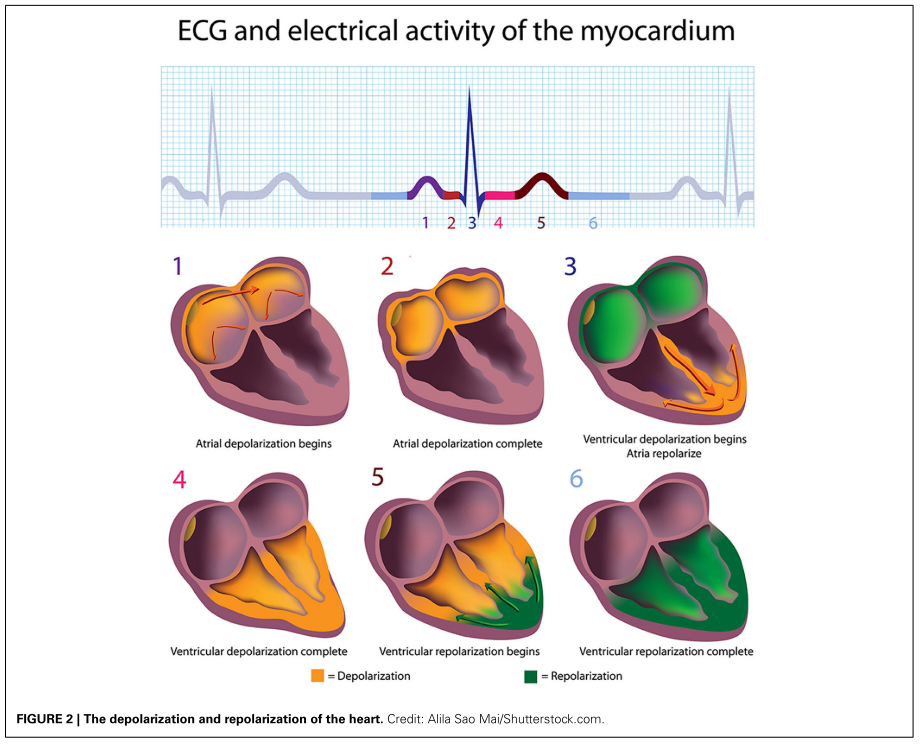 ECG and electrical activity of the myocardium
1 2 3 4 5 6
1
2
3
Atrial depolarization begins
Atrial depolarization complete
Ventricular depolarization begins
Atria repolarize
4
5
6
Ventricular depolarization complete
Ventricular repolarization begins
Ventricular repolarization complete
= Depolarization
= Repolarization
FIGURE 2 | The depolarization and repolarization of the heart. Credit: Alila Sao Mai/Shutterstock.com.